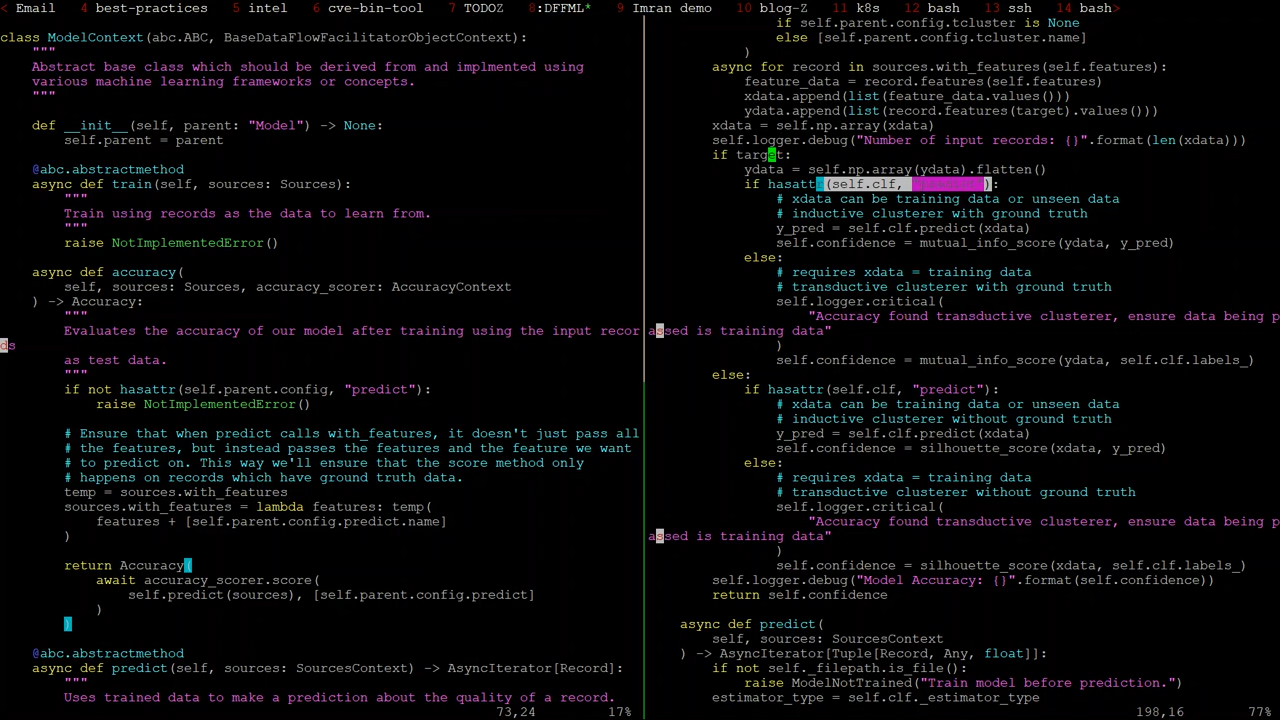 < Email   4 best-practices   5 intel   6 cve-bin-tool   7 TODOZ   8:DFFML*   9 Imran demo   10 blog-Z   11 k8s   12 bash   13 ssh   14 bash>
class ModelContext(abc.ABC, BaseDataFlowFacilitatorObjectContext):
    """
    Abstract base class which should be derived from and implmented using
    various machine learning frameworks or concepts.
    """
    def __init__(self, parent: "Model") -> None:
        self.parent = parent
    @abc.abstractmethod
    async def train(self, sources: Sources):
        """
        Train using records as the data to learn from.
        """
        raise NotImplementedError()
    async def accuracy(
        self, sources: Sources, accuracy_scorer: AccuracyContext
    ) -> Accuracy:
        """
        Evaluates the accuracy of our model after training using the input recor
ds
        as test data.
        """
        if not hasattr(self.parent.config, "predict"):
            raise NotImplementedError()
        # Ensure that when predict calls with_features, it doesn't just pass all
        # the features, but instead passes the features and the feature we want
        # to predict on. This way we'll ensure that the score method only
        # happens on records which have ground truth data.
        temp = sources.with_features
        sources.with_features = lambda features: temp(
            features + [self.parent.config.predict.name]
        )
        return Accuracy(
            await accuracy_scorer.score(
                self.predict(sources), [self.parent.config.predict]
            )
        )
    @abc.abstractmethod
    async def predict(self, sources: SourcesContext) -> AsyncIterator[Record]:
        """
        Uses trained data to make a prediction about the quality of a record.
73,24   17%
                if self.parent.config.tcluster is None
                else [self.parent.config.tcluster.name]
            )
        async for record in sources.with_features(self.features):
            feature_data = record.features(self.features)
            xdata.append(list(feature_data.values()))
            ydata.append(list(record.features(target).values()))
        xdata = self.np.array(xdata)
        self.logger.debug("Number of input records: {}".format(len(xdata)))
        if target:
            ydata = self.np.array(ydata).flatten()
            if hasattr(self.clf, ):
                # xdata can be training data or unseen data
                # inductive clusterer with ground truth
                y_pred = self.clf.predict(xdata)
                self.confidence = mutual_info_score(ydata, y_pred)
            else:
                # requires xdata = training data
                # transductive clusterer with ground truth
                self.logger.critical(
                    "Accuracy found transductive clusterer, ensure data being p
assed is training data"
                )
                self.confidence = mutual_info_score(ydata, self.clf.labels_)
        else:
            if hasattr(self.clf, "predict"):
                # xdata can be training data or unseen data
                # inductive clusterer without ground truth
                y_pred = self.clf.predict(xdata)
                self.confidence = silhouette_score(xdata, y_pred)
            else:
                # requires xdata = training data
                # transductive clusterer without ground truth
                self.logger.critical(
                    "Accuracy found transductive clusterer, ensure data being p
assed is training data"
                )
                self.confidence = silhouette_score(xdata, self.clf.labels_)
        self.logger.debug("Model Accuracy: {}".format(self.confidence))
        return self.confidence
    async def predict(
        self, sources: SourcesContext
    ) -> AsyncIterator[Tuple[Record, Any, float]]:
        if not self._filepath.is_file():
            raise ModelNotTrained("Train model before prediction.")
        estimator_type = self.clf._estimator_type
198,16   77%